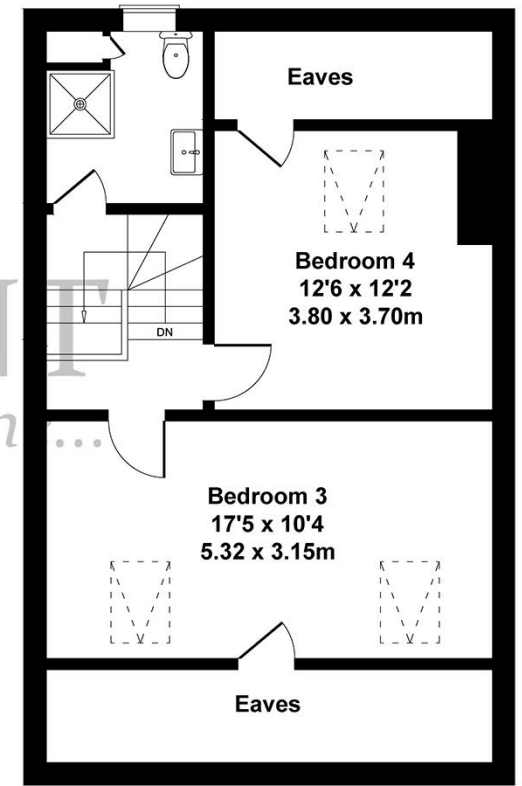 Eaves
Bedroom 4
12'6 x 12'2
3.80 x 3.70m
DN
Bedroom 3
17'5 x 10'4
5.32 x 3.15m
Eaves